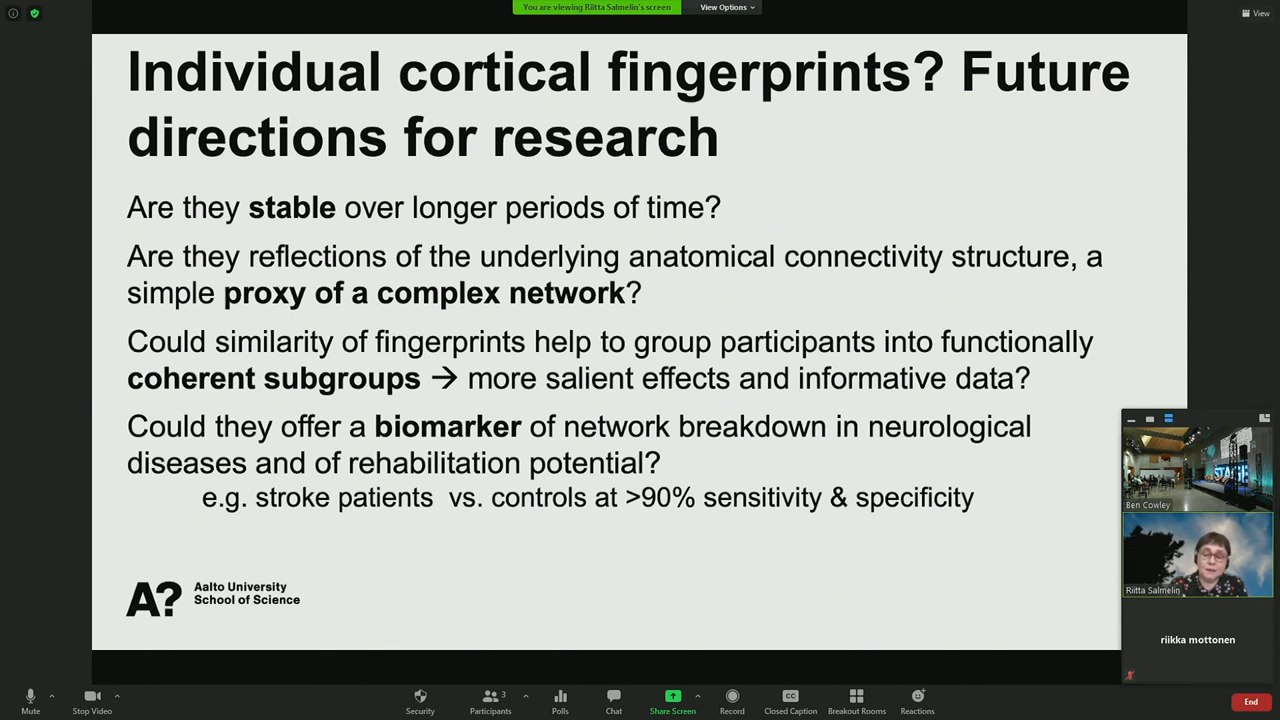 You are viewing Riitta Salmelin's screen
View Options
View
Individual cortical fingerprints? Future
directions for research
Are they stable over longer periods of time?
Are they reflections of the underlying anatomical connectivity structure, a
simple proxy of a complex network?
Could similarity of fingerprints help to group participants into functionally
coherent subgroups → more salient effects and informative data?
Could they offer a biomarker of network breakdown in neurological
diseases and of rehabilitation potential?
e.g. stroke patients vs. controls at >90% sensitivity & specificity
A?
Aalto University
School of Science
Ben Cowley
Riitta Salmelin
riikka mottonen
Mute
Stop Video
Security
Participants
3
Polls
Chat
Share Screen
Record
CC
Closed Caption
Breakout Rooms
Reactions
End